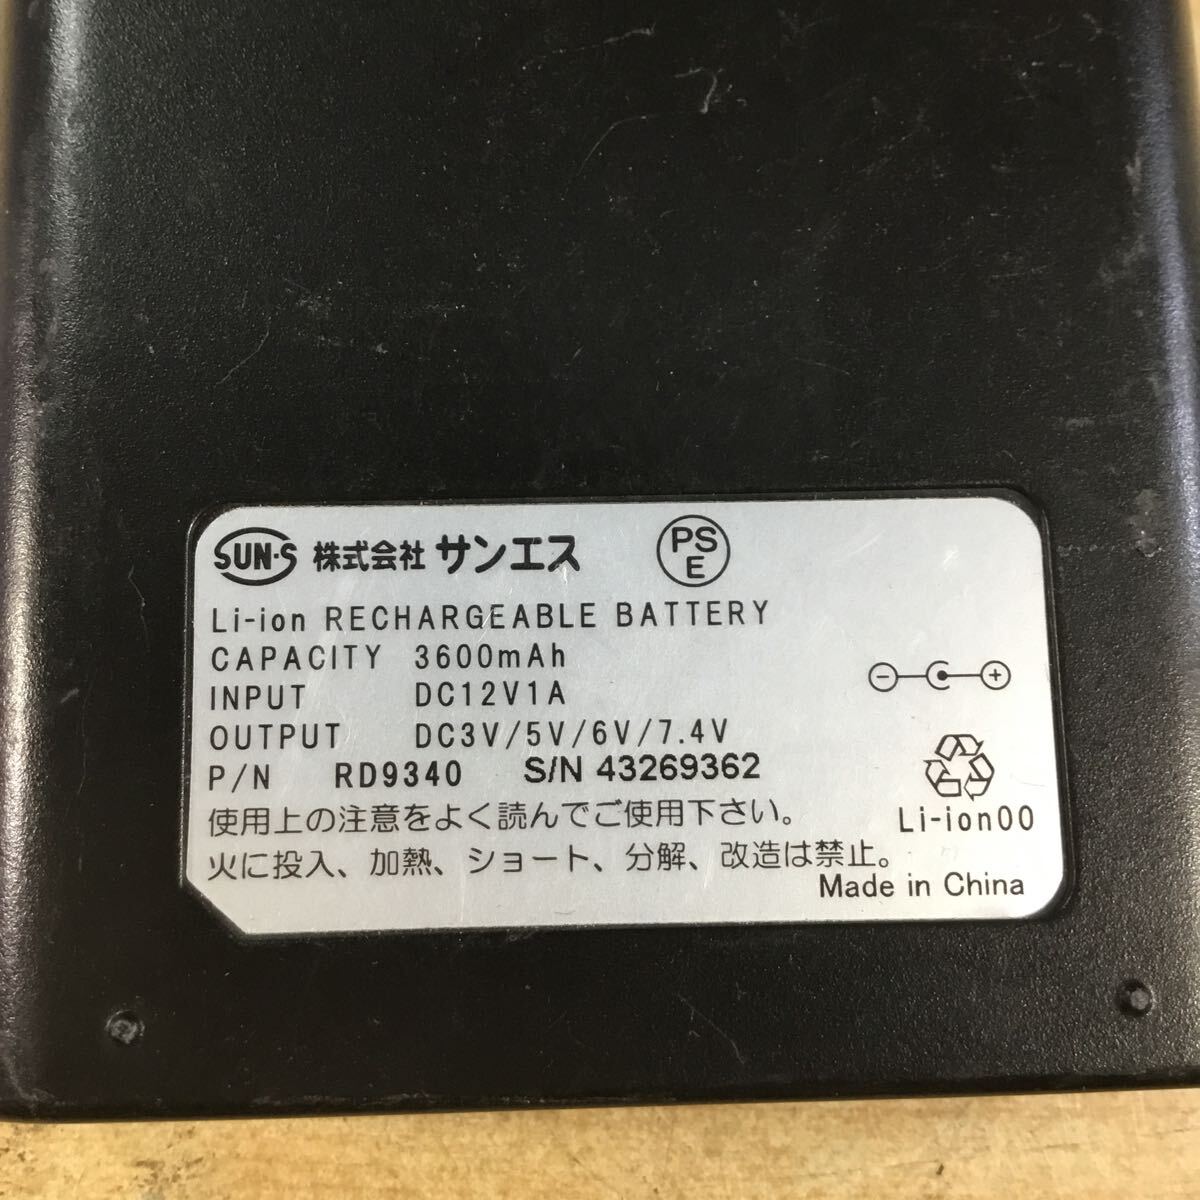 SUN·S 株式会社 サンエス PSE
Li-ion RECHARGEABLE BATTERY
CAPACITY 3600mAh
INPUT DC12V1A
OUTPUT DC3V/5V/6V/7.4V
P/N RD9340 S/N 43269362
使用上の注意をよく読んでご使用下さい。
Li-ion00
火に投入、加熱、ショート、分解、改造は禁止。
Made in China